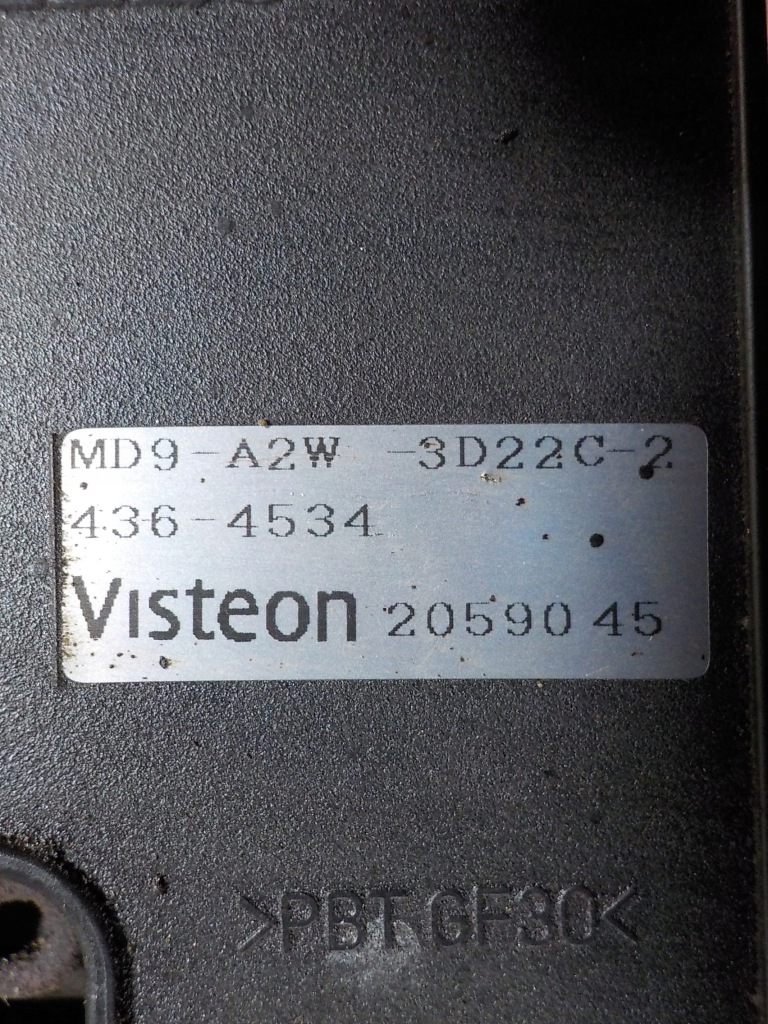 MD9-A2W -3D22C-2
436-4534
Visteon 20590 45
>PBT GF30<